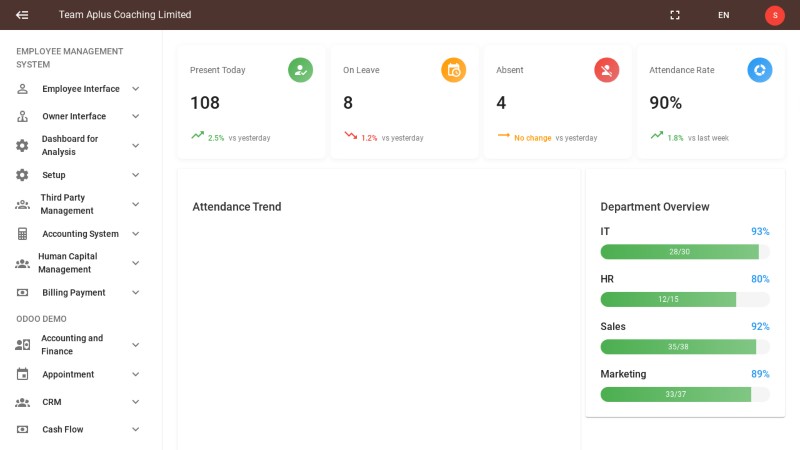 Team Aplus Coaching Limited
EN
S
EMPLOYEE MANAGEMENT
SYSTEM
Employee Interface
Owner Interface
Dashboard for
Analysis
Setup
Third Party
Management
Accounting System
Human Capital
Management
Billing Payment
ODOO DEMO
Accounting and
Finance
Appointment
CRM
Cash Flow
Present Today
108
2.5% vs yesterday
On Leave
8
1.2% vs yesterday
Absent
4
No change vs yesterday
Attendance Rate
90%
1.8% vs last week
Attendance Trend
Department Overview
IT 93%
28/30
HR 80%
12/15
Sales 92%
35/38
Marketing 89%
33/37